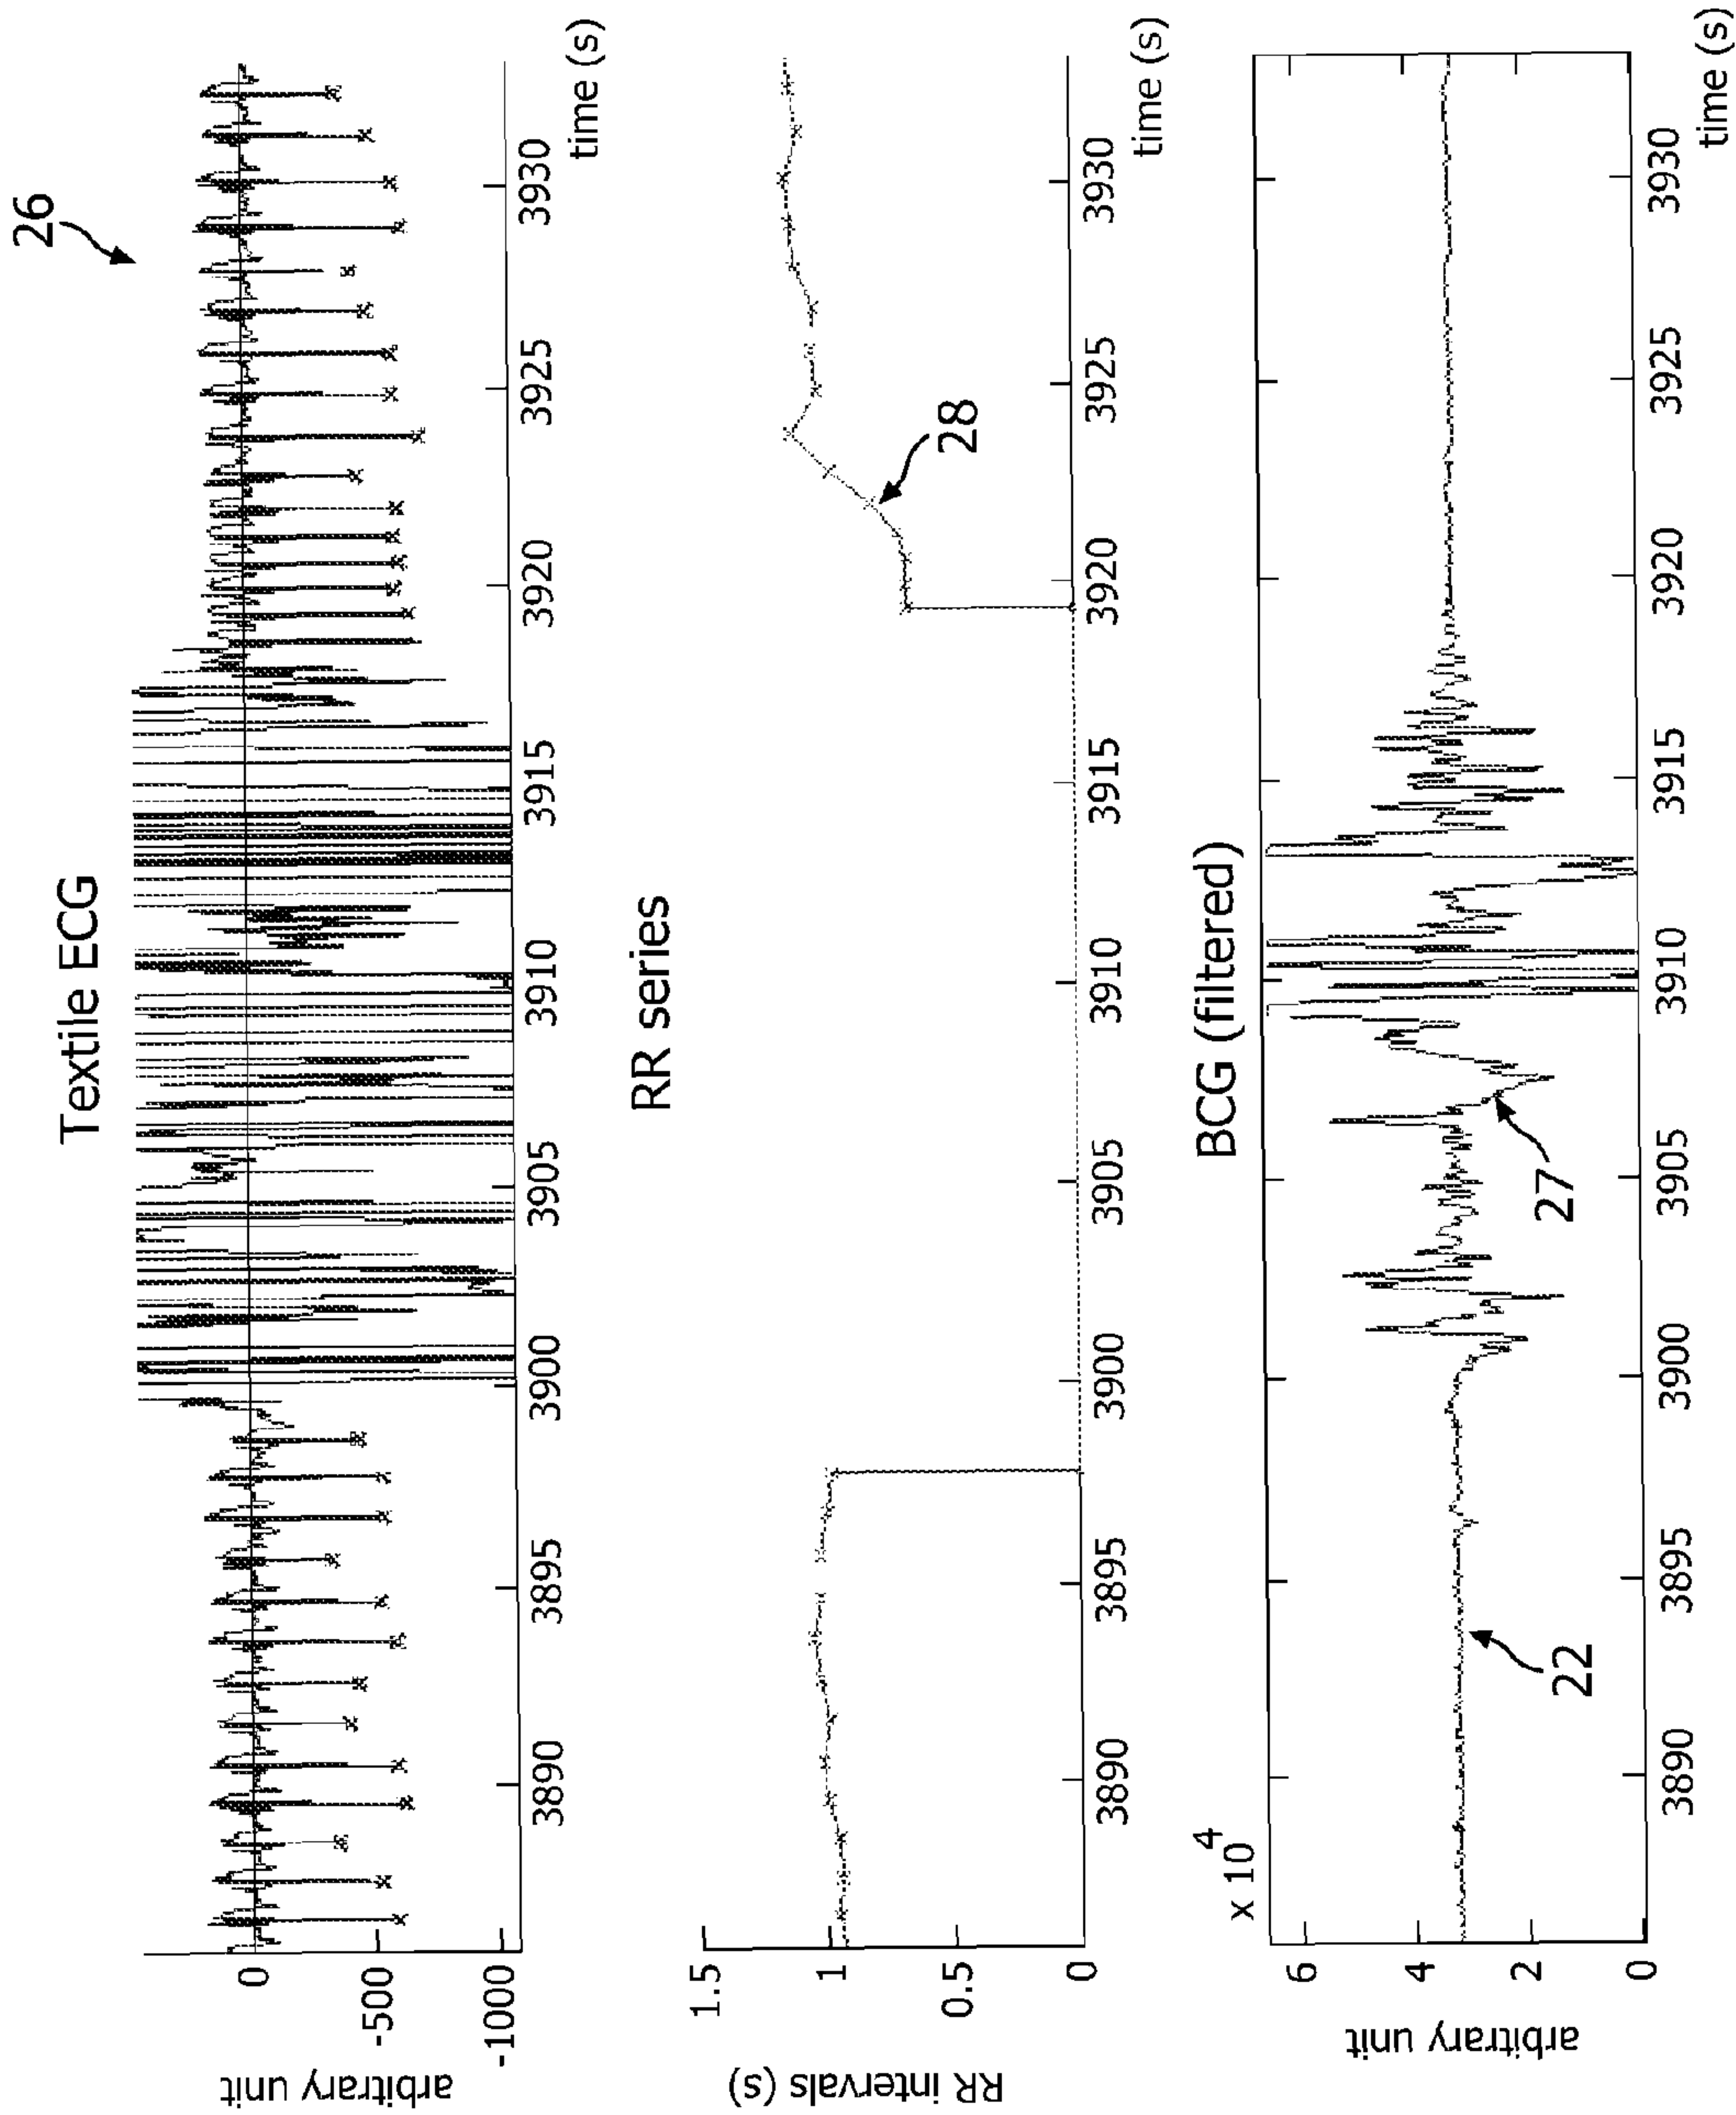 26
Textile ECG
arbitrary unit
0
-500
-1000
3890 3895 3900 3905 3910 3915 3920 3925 3930
time (s)
RR series
RR intervals (s)
1.5
1
0.5
0
28
3890 3895 3900 3905 3910 3915 3920 3925 3930
time (s)
BCG (filtered)
x 10 4
arbitrary unit
6
4
2
0
22
27
3890 3895 3900 3905 3910 3915 3920 3925 3930
time (s)